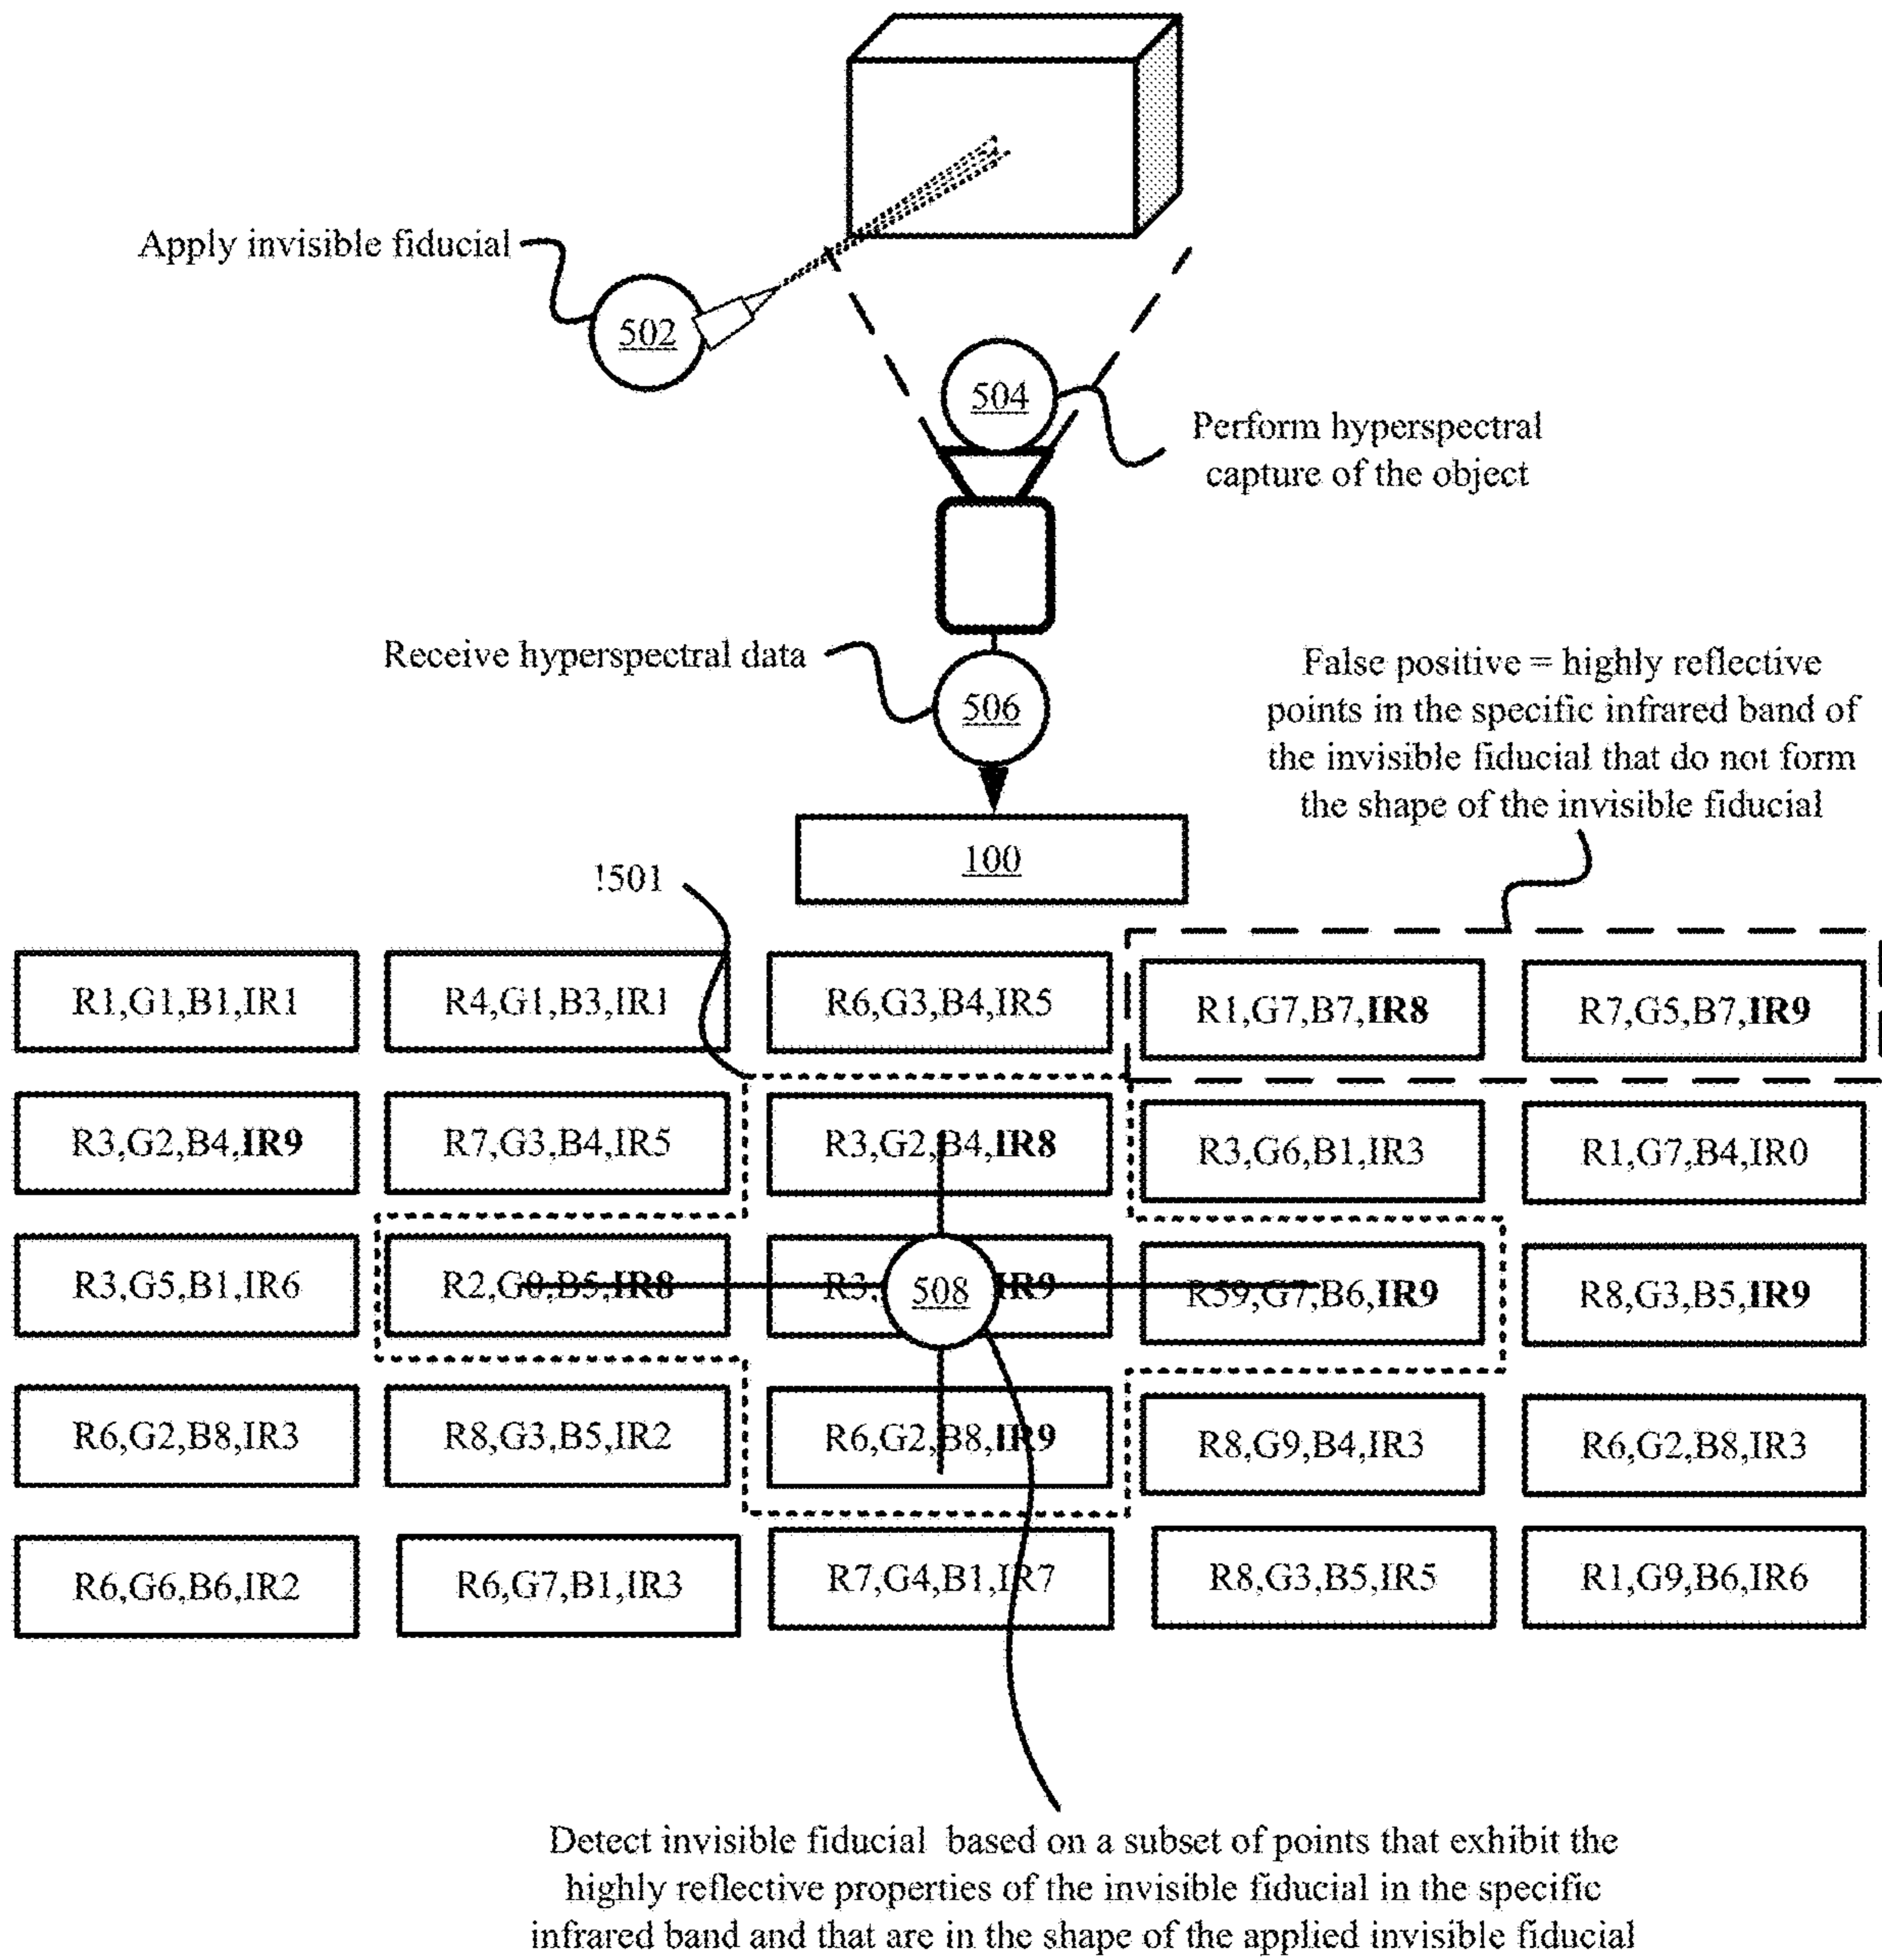 Apply invisible fiducial
502
504
Perform hyperspectral
capture of the object
Receive hyperspectral data
506
False positive = highly reflective
points in the specific infrared band of
the invisible fiducial that do not form
the shape of the invisible fiducial
100
!501
R1,G1,B1,IR1
R4,G1,B3,IR1
R6,G3,B4,IR5
R1,G7,B7,IR8
R7,G5,B7,IR9
R3,G2,B4,IR9
R7,G3,B4,IR5
R3,G2,B4,IR8
R3,G6,B1,IR3
R1,G7,B4,IR0
R3,G5,B1,IR6
R2,G0,B5,IR8
R3, IR9
508
R59,G7,B6,IR9
R8,G3,B5,IR9
R6,G2,B8,IR3
R8,G3,B5,IR2
R6,G2,B8,IR9
R8,G9,B4,IR3
R6,G2,B8,IR3
R6,G6,B6,IR2
R6,G7,B1,IR3
R7,G4,B1,IR7
R8,G3,B5,IR5
R1,G9,B6,IR6
Detect invisible fiducial based on a subset of points that exhibit the
highly reflective properties of the invisible fiducial in the specific
infrared band and that are in the shape of the applied invisible fiducial